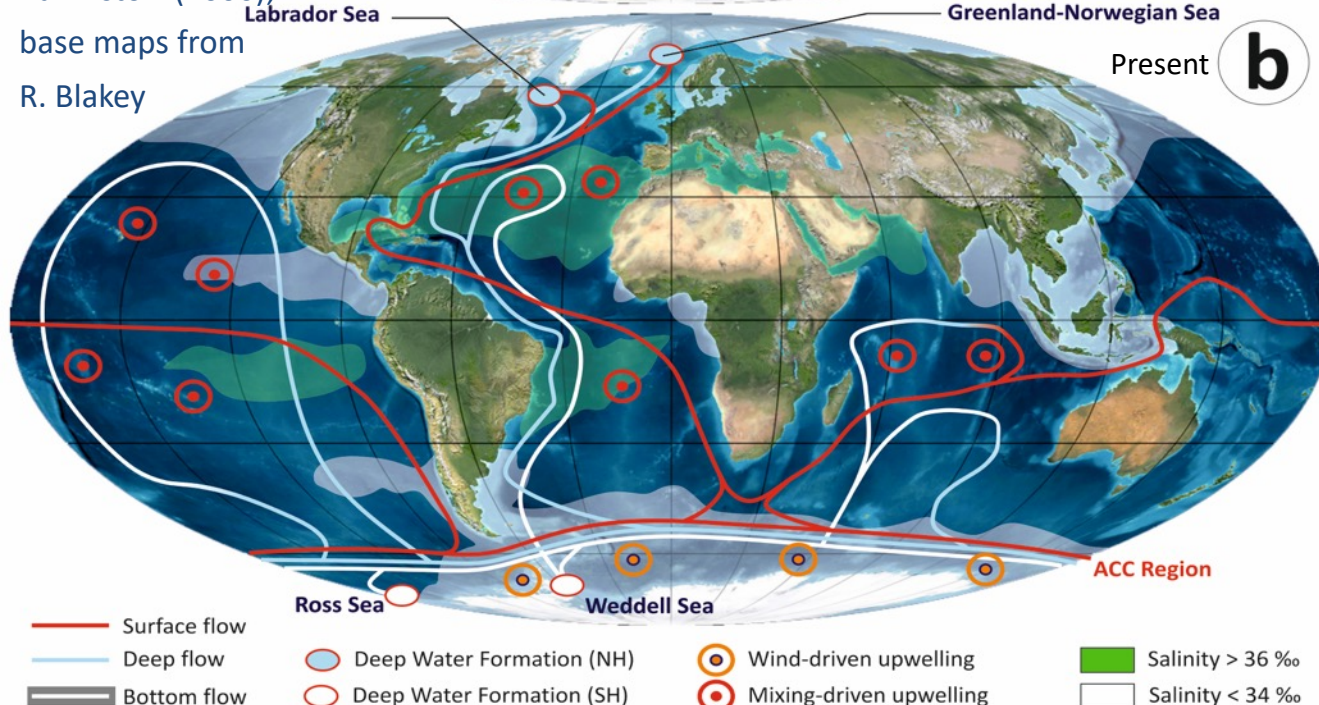 base maps from
R. Blakey
Labrador Sea
Greenland-Norwegian Sea
Present
b
ACC Region
Ross Sea
Weddell Sea
Surface flow
Deep flow
Bottom flow
Deep Water Formation (NH)
Deep Water Formation (SH)
Wind-driven upwelling
Mixing-driven upwelling
Salinity > 36 ‰
Salinity < 34 ‰